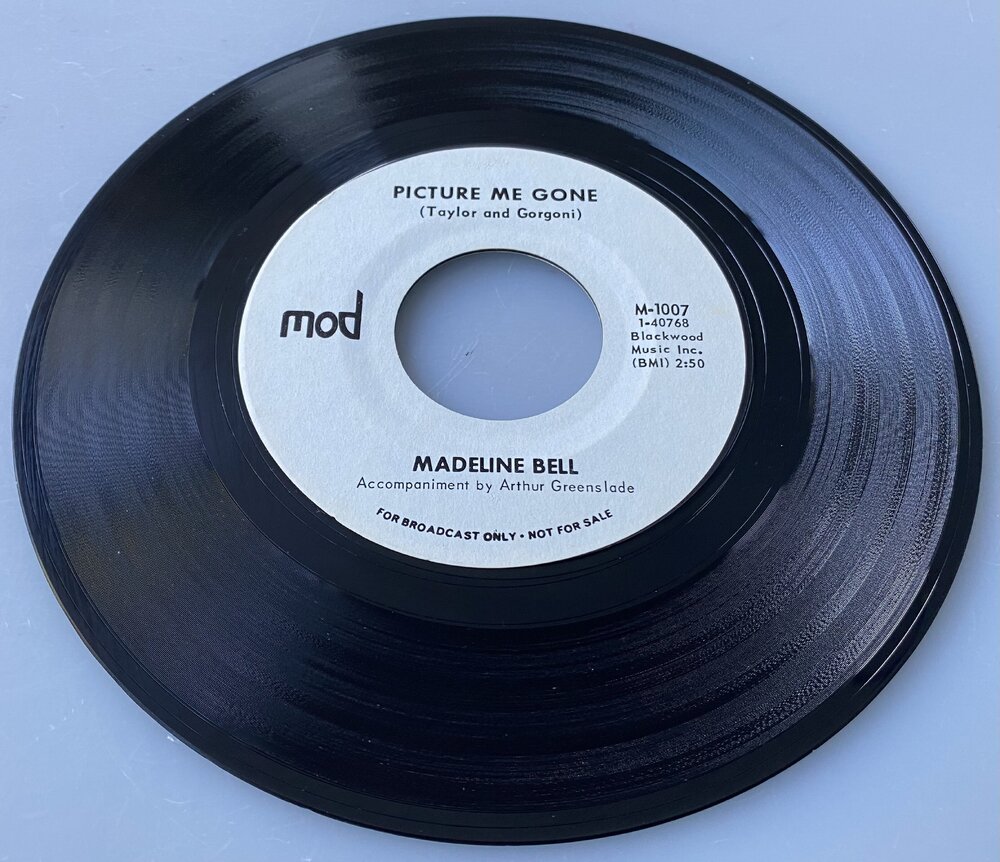 PICTURE ME GONE
(Taylor and Gorgoni)
mod
M-1007
1-40768
Blackwood
Music Inc.
(BMI) 2:50
MADELINE BELL
Accompaniment by Arthur Greenslade
FOR BROADCAST ONLY • NOT FOR SALE